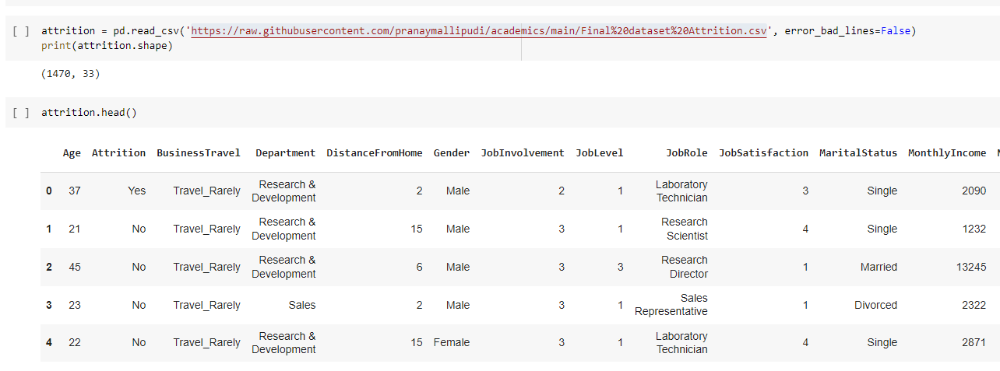 [ ] attrition = pd.read_csv('https://raw.githubusercontent.com/pranaymallipudi/academics/main/Final%20dataset%20Attrition.csv', error_bad_lines=False)
print(attrition.shape)
(1470, 33)
[ ] attrition.head()
Age Attrition BusinessTravel Department DistanceFromHome Gender JobInvolvement JobLevel JobRole JobSatisfaction MaritalStatus MonthlyIncome
0 37 Yes Travel_Rarely Research & Development 2 Male 2 1 Laboratory Technician 3 Single 2090
1 21 No Travel_Rarely Research & Development 15 Male 3 1 Research Scientist 4 Single 1232
2 45 No Travel_Rarely Research & Development 6 Male 3 3 Research Director 1 Married 13245
3 23 No Travel_Rarely Sales 2 Male 3 1 Sales Representative 1 Divorced 2322
4 22 No Travel_Rarely Research & Development 15 Female 3 1 Laboratory Technician 4 Single 2871